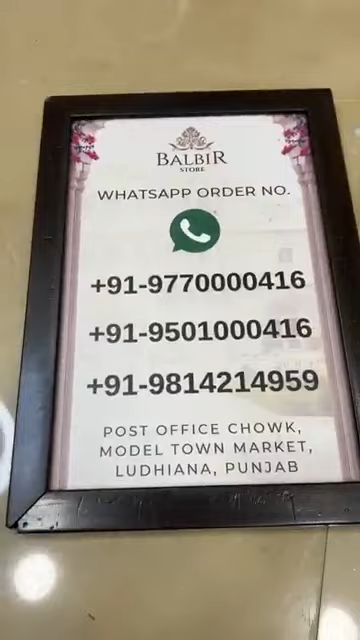 BALBIR
STORE
WHATSAPP ORDER NO.
+91-9770000416
+91-9501000416
+91-9814214959
POST OFFICE CHOWK,
MODEL TOWN MARKET,
LUDHIANA, PUNJAB